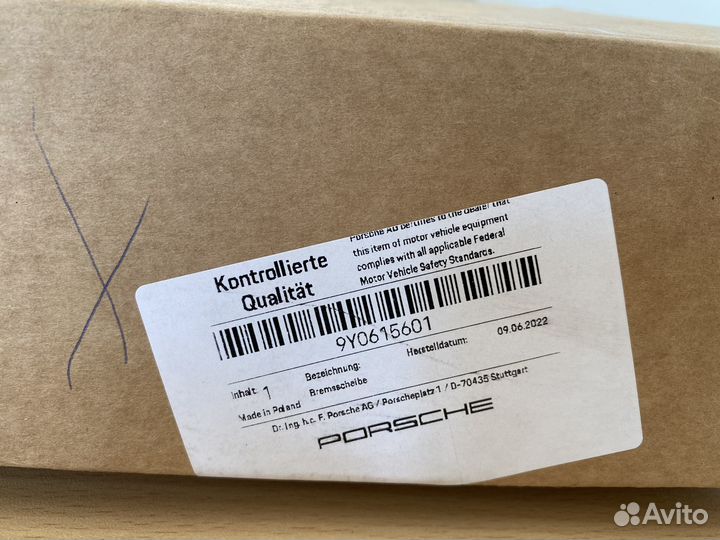 Kontrollierte
Qualität
Porsche AG certifies to the dealer that
this item of motor vehicle equipment
complies with all applicable Federal
Motor Vehicle Safety Standards.
9Y0615601
Inhalt: 1
Bezeichnung:
Bremsscheibe
Herstelldatum:
09.06.2022
Made in Poland
Dr. Ing. h.c. F. Porsche AG / Porscheplatz 1 / D-70435 Stuttgart
PORSCHE
X
Avito